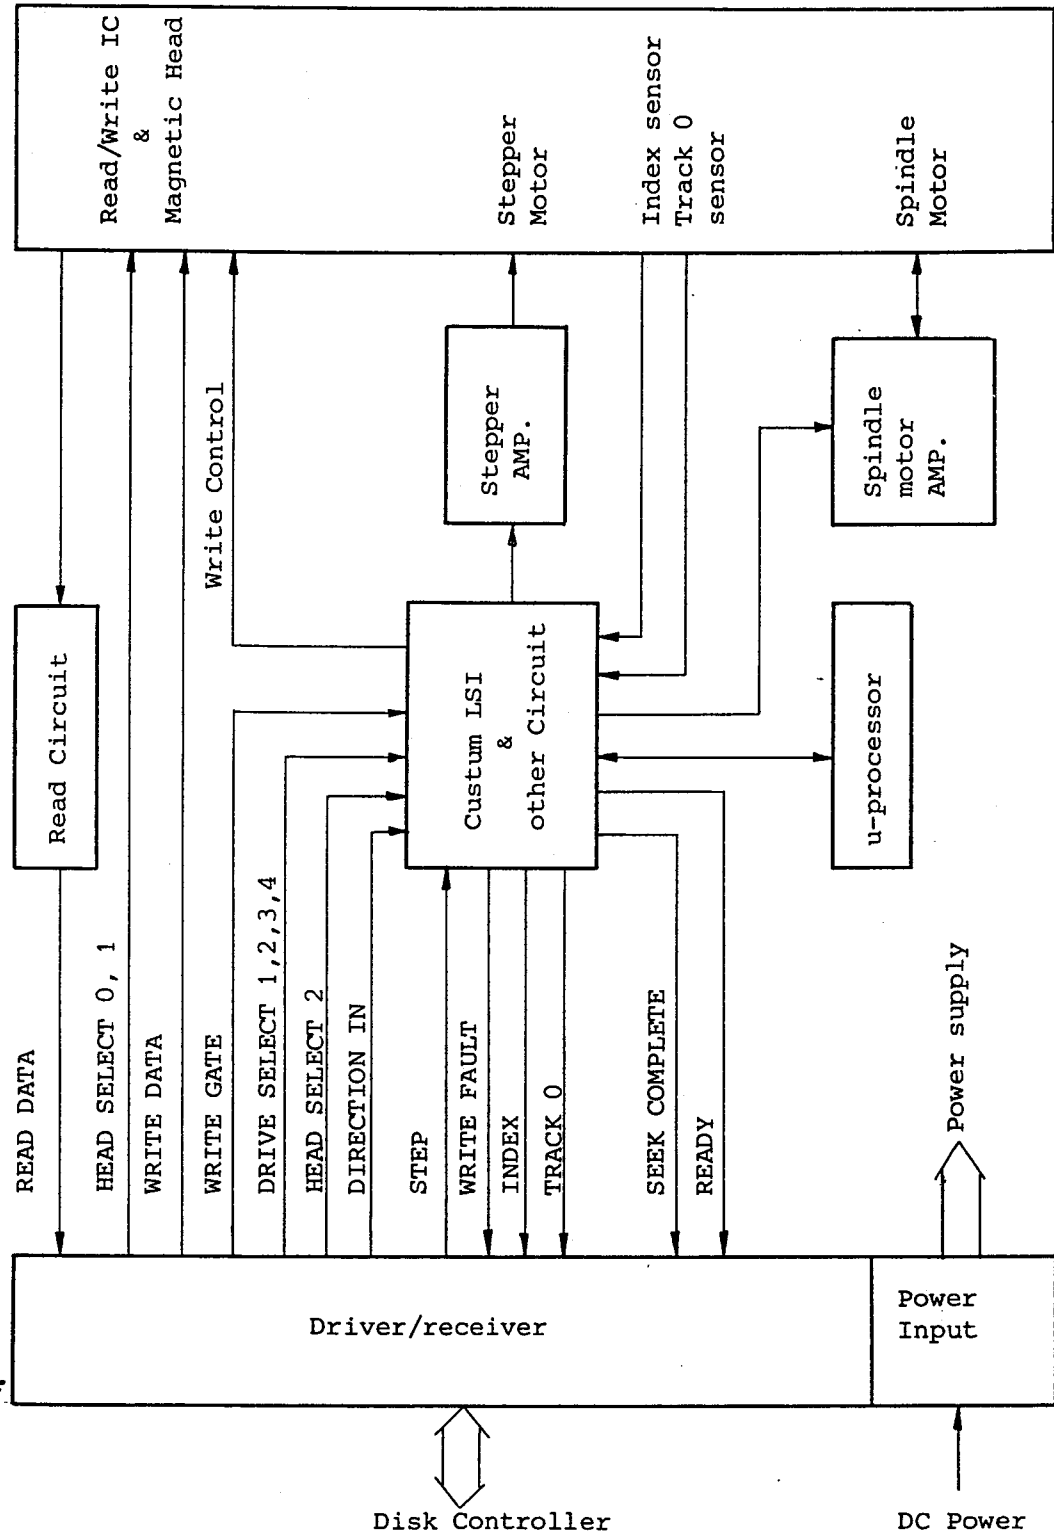 READ DATA
HEAD SELECT 0, 1
WRITE DATA
WRITE GATE
DRIVE SELECT 1,2,3,4
HEAD SELECT 2
DIRECTION IN
STEP
WRITE FAULT
INDEX
TRACK 0
SEEK COMPLETE
READY
Read Circuit
Write Control
Read/Write IC
&
Magnetic Head
Custum LSI
&
other Circuit
Stepper
AMP.
Stepper
Motor
Index sensor
Track 0
sensor
Spindle
motor
AMP.
Spindle
Motor
u-processor
Power supply
Driver/receiver
Power
Input
Disk Controller
DC Power